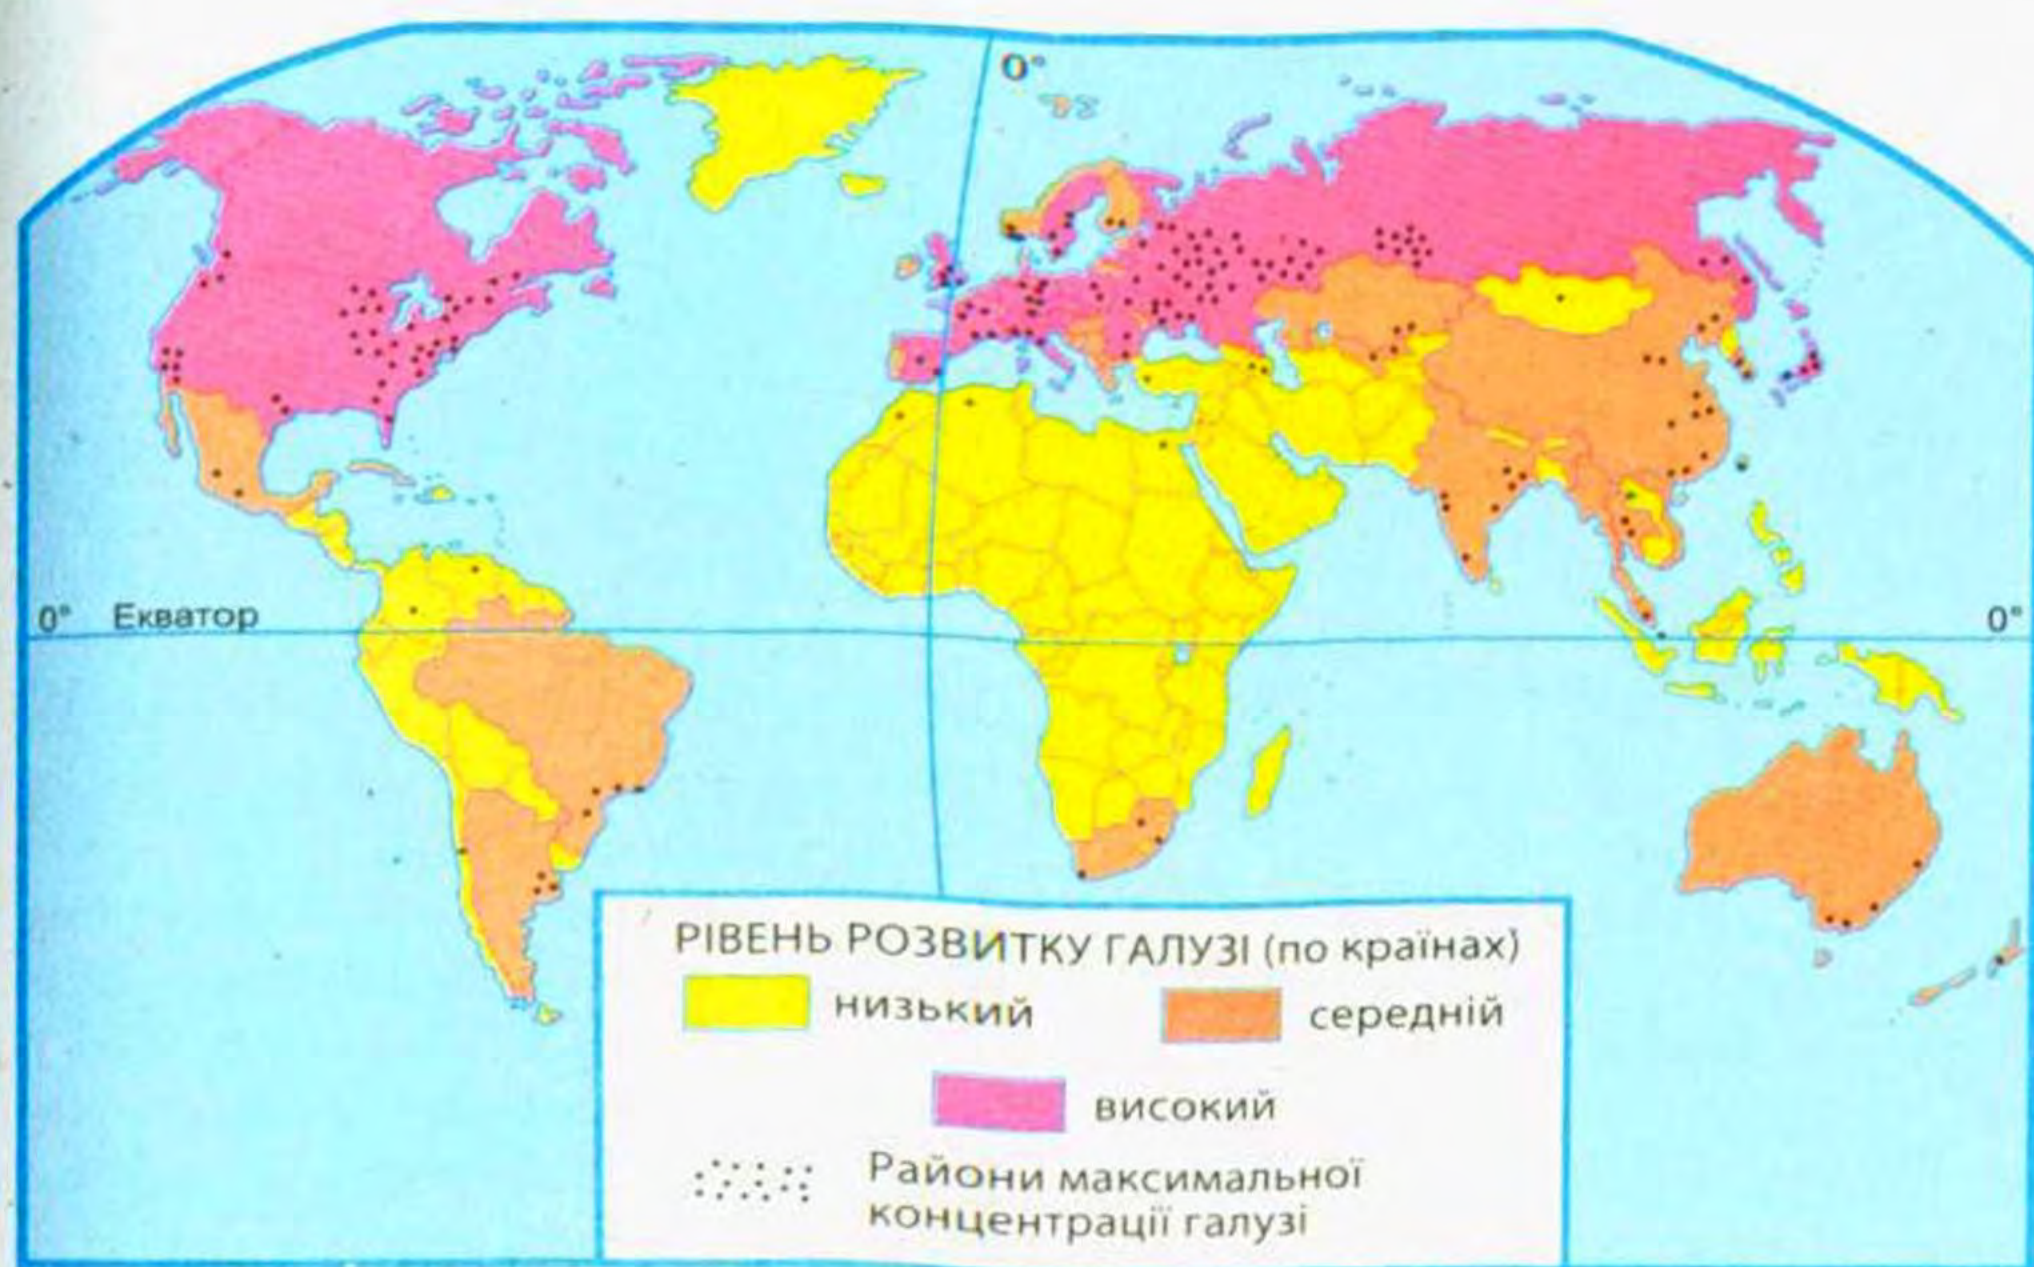 0°
0° Екватор
0°
РІВЕНЬ РОЗВИТКУ ГАЛУЗІ (по країнах)
низький
середній
високий
Райони максимальної
концентрації галузі